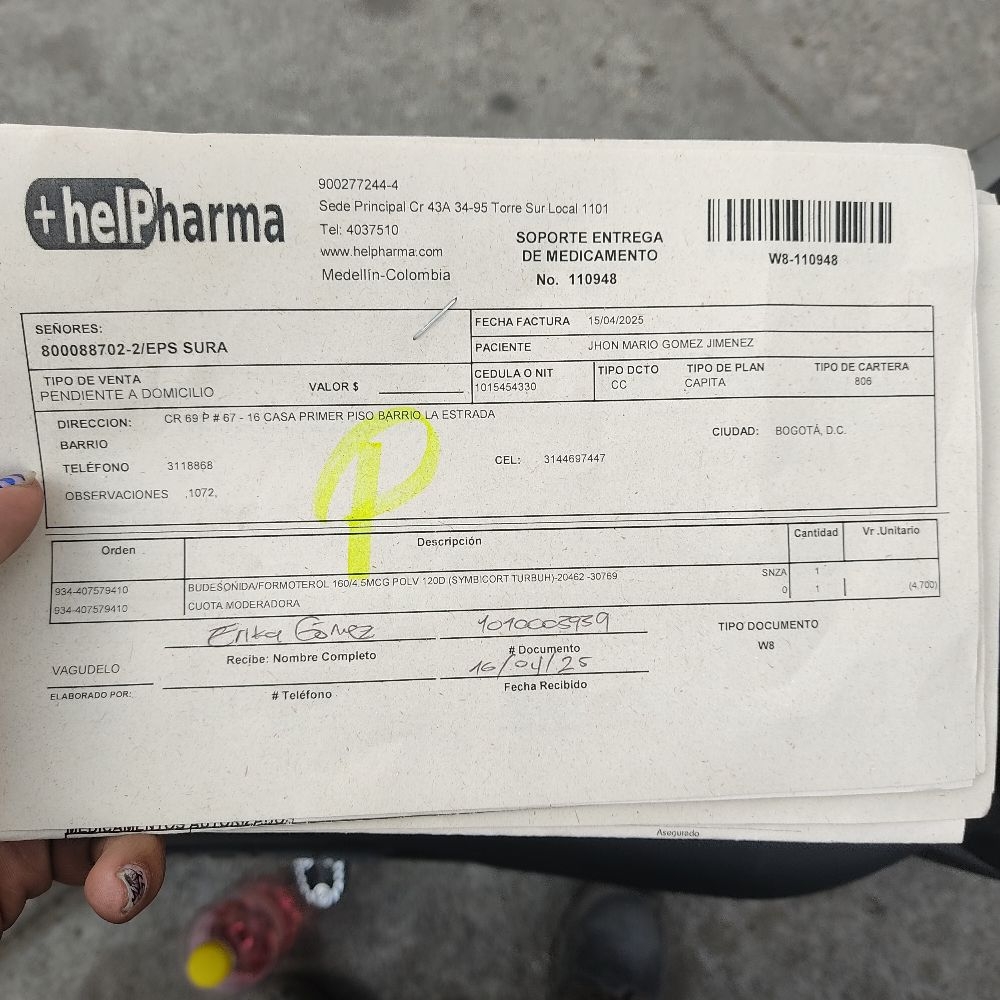 +helPharma
900277244-4
Sede Principal Cr 43A 34-95 Torre Sur Local 1101
Tel: 4037510
www.helpharma.com
Medellín-Colombia
SOPORTE ENTREGA
DE MEDICAMENTO
No. 110948
W8-110948
SEÑORES:
800088702-2/EPS SURA
FECHA FACTURA 15/04/2025
PACIENTE JHON MARIO GOMEZ JIMENEZ
TIPO DE VENTA
PENDIENTE A DOMICILIO
VALOR $
CEDULA O NIT
1015454330
TIPO DCTO
CC
TIPO DE PLAN
CAPITA
TIPO DE CARTERA
806
DIRECCION: CR 69 P # 67 - 16 CASA PRIMER PISO BARRIO LA ESTRADA
BARRIO
CIUDAD: BOGOTÁ, D.C.
TELÉFONO 3118868
CEL: 3144697447
OBSERVACIONES ,1072,
P
Orden Descripción Cantidad Vr .Unitario
934-407579410 BUDESONIDA/FORMOTEROL 160/4.5MCG POLV 120D (SYMBICORT TURBUH)-20462 -30769 SNZA 1
934-407579410 CUOTA MODERADORA 0 1 (4.700)
Erika Gómez
Recibe: Nombre Completo
# Documento
16/04/25
Fecha Recibido
TIPO DOCUMENTO
W8
VAGUDELO
ELABORADO POR:
# Teléfono
Asegurado